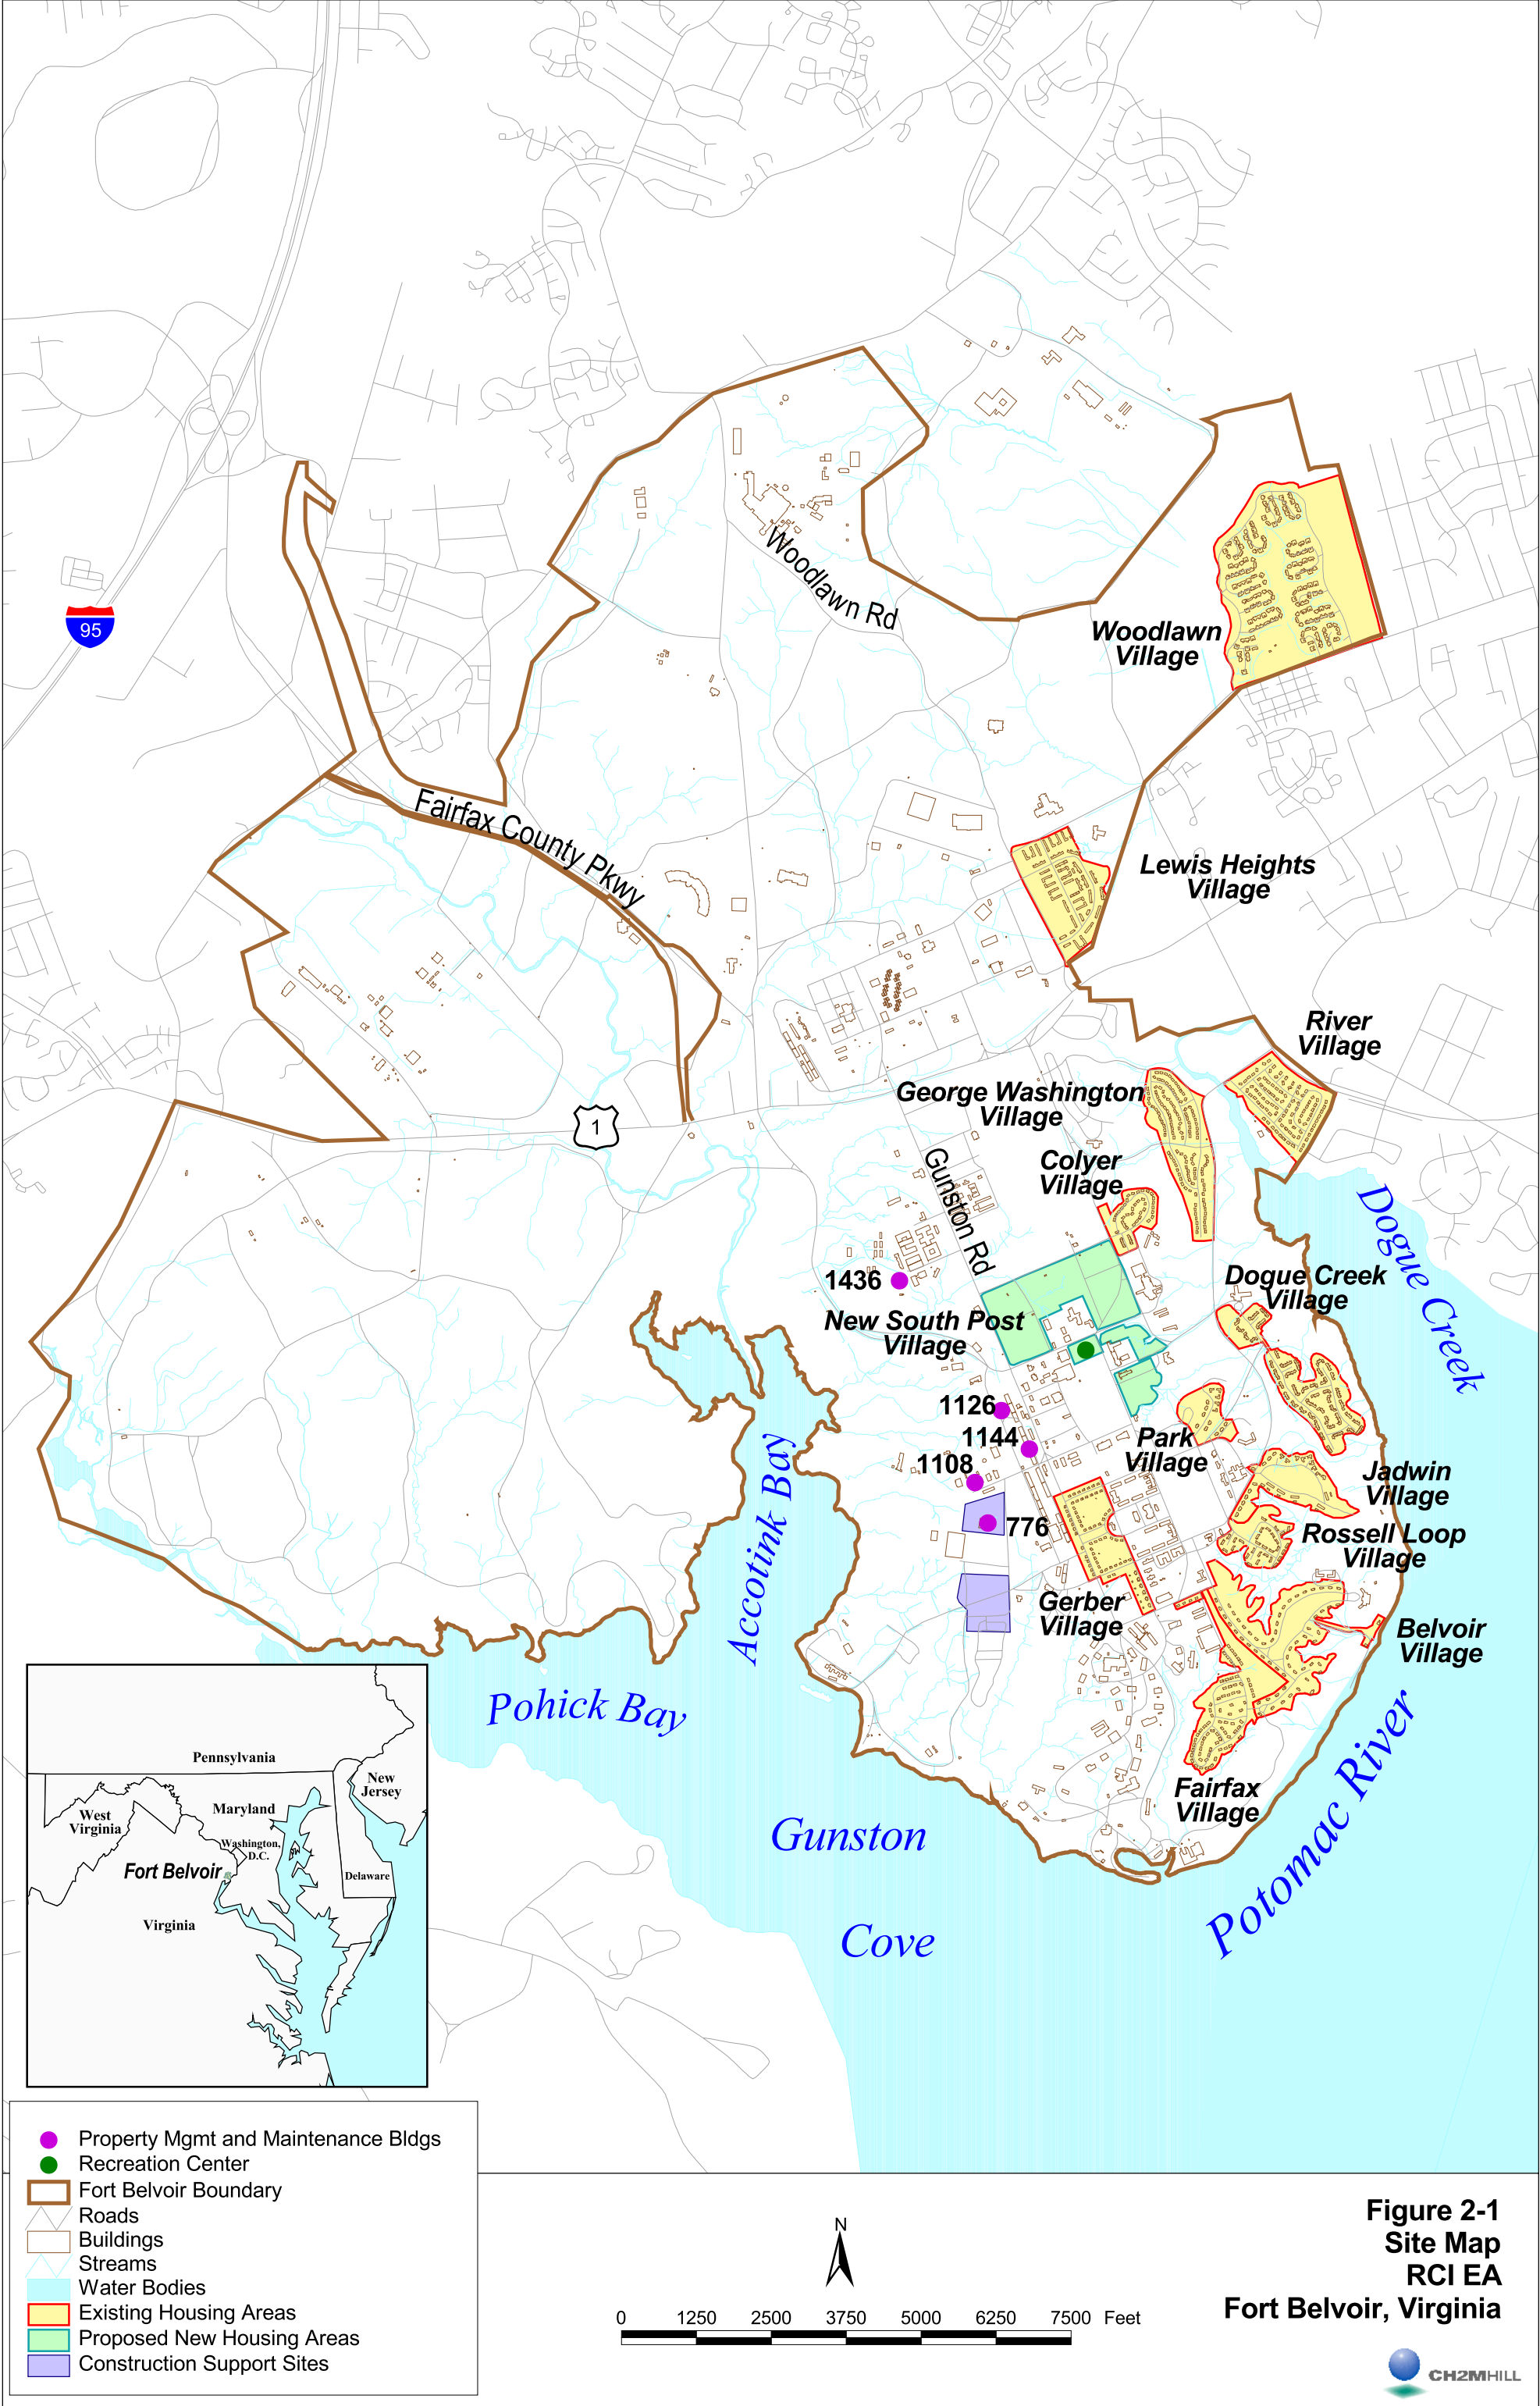 95
Woodlawn Rd
Woodlawn
Village
Fairfax County Pkwy
Lewis Heights
Village
River
Village
George Washington
Village
1
Colyer
Village
Gunston Rd
Dogue Creek
1436
Dogue Creek
Village
New South Post
Village
1126
1144
1108
Park
Village
Jadwin
Village
776
Rossell Loop
Village
Accotink Bay
Gerber
Village
Belvoir
Village
Pohick Bay
Fairfax
Village
Potomac River
Gunston
Cove
Pennsylvania
New
Jersey
West
Virginia
Maryland
Washington,
D.C.
Fort Belvoir
Delaware
Virginia
Property Mgmt and Maintenance Bldgs
Recreation Center
Fort Belvoir Boundary
Roads
Buildings
Streams
Water Bodies
Existing Housing Areas
Proposed New Housing Areas
Construction Support Sites
N
0 1250 2500 3750 5000 6250 7500 Feet
Figure 2-1
Site Map
RCI EA
Fort Belvoir, Virginia
CH2MHILL